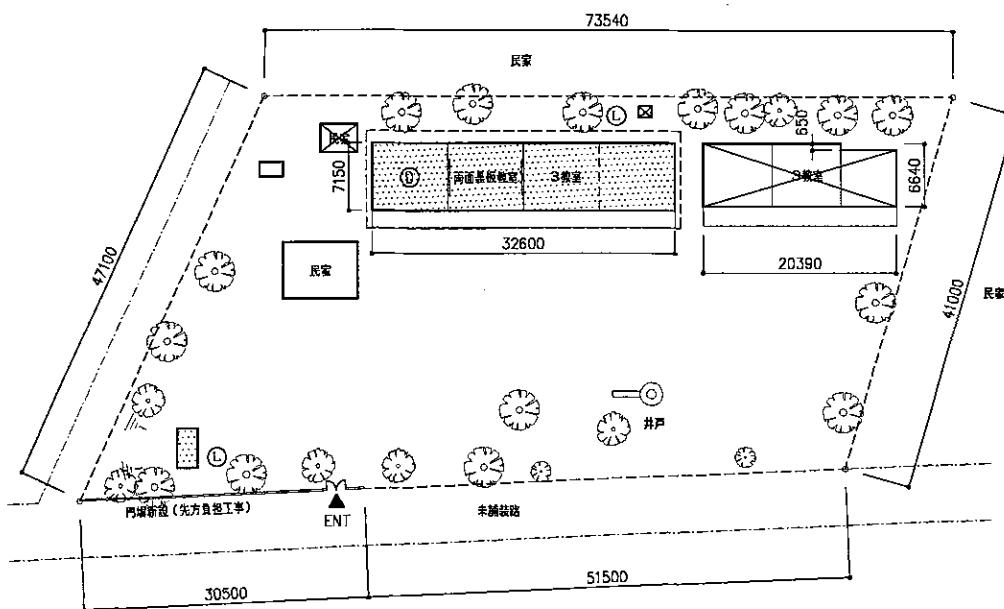 73540
民家
650
7150
D
両面黒板教室
3教室
3教室
6640
L
32600
20390
47100
民家
41000
民家
井戸
L
門塀新設(先方負担工事)
ENT
未舗装路
30500
51500